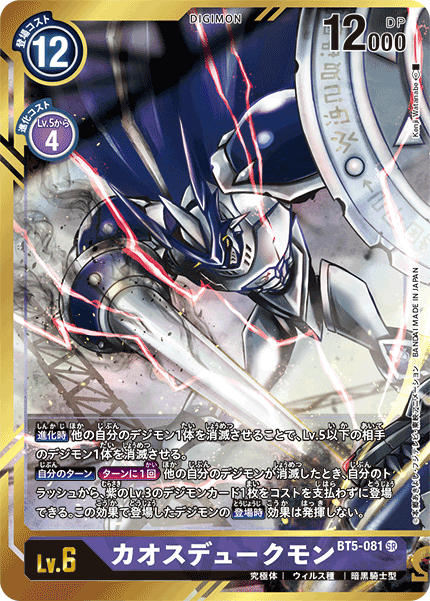 登場コスト
12
DIGIMON
DP
12000
進化コスト
Lv.5から
4
Kenji Watanabe
BANDAI MADE IN JAPAN
進化時 他の自分のデジモン1体を消滅させることで、Lv.5以下の相手
のデジモン1体を消滅させる。
自分のターン ターンに1回 他の自分のデジモンが消滅したとき、自分のト
ラッシュから、紫のLv.3のデジモンカード1枚をコストを支払わずに登場
できる。この効果で登場したデジモンの 登場時 効果は発揮しない。
Lv.6 カオスデュークモン BT5-081 SR
究極体 | ウィルス種 | 暗黒騎士型